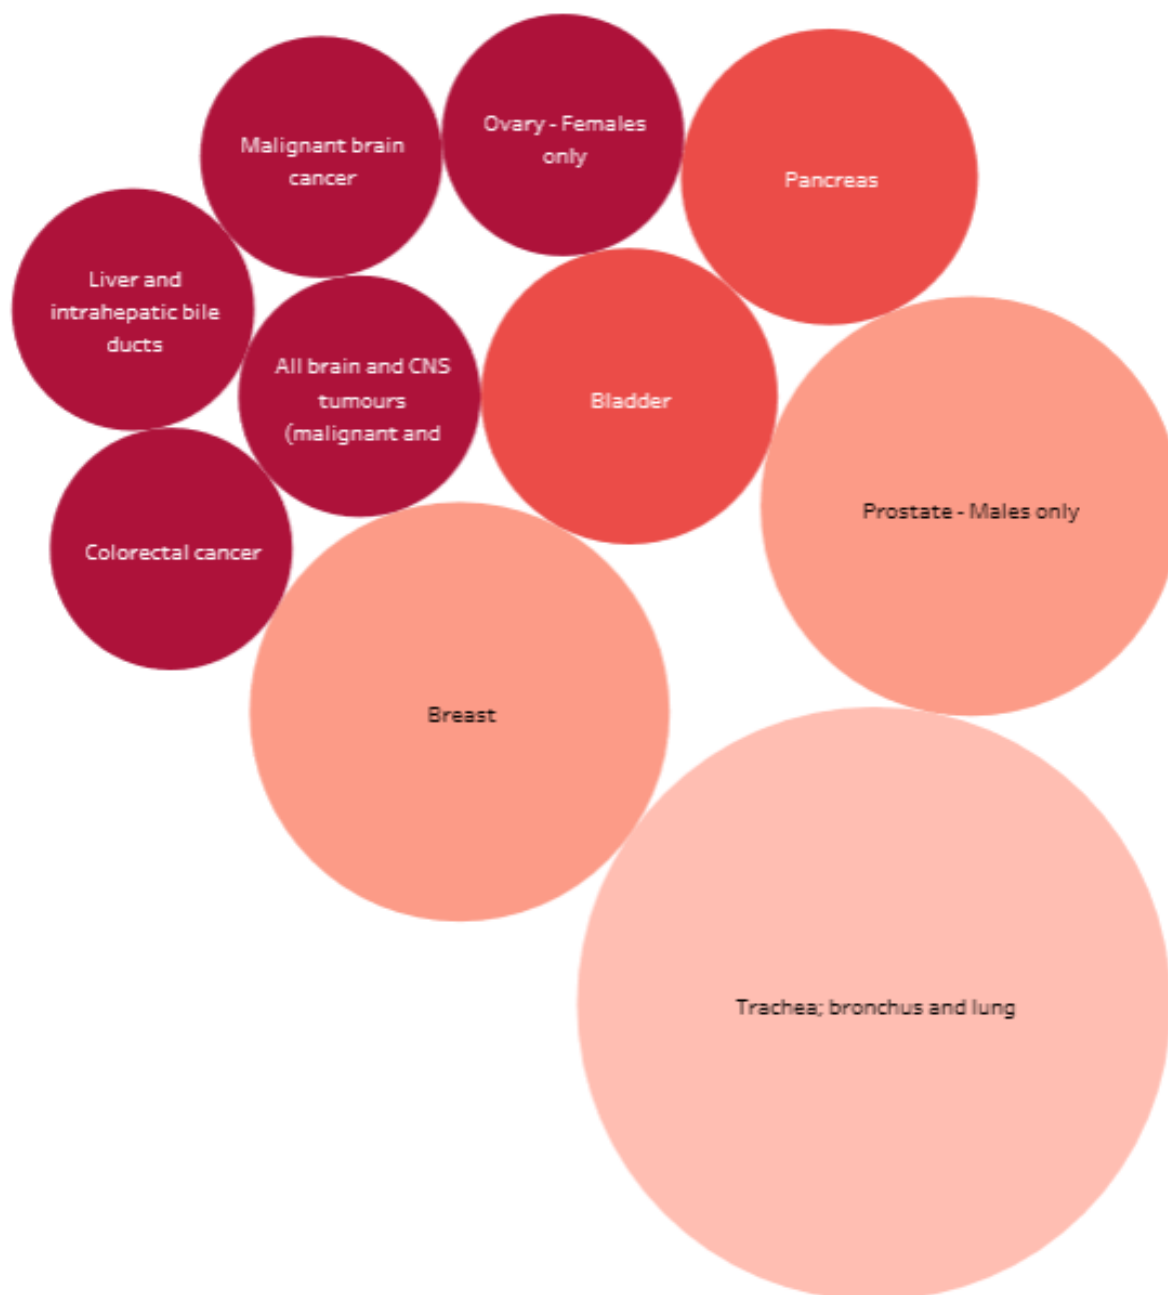 Ovary - Females
only
Malignant brain
cancer
Pancreas
Liver and
intrahepatic bile
ducts
All brain and CNS
tumours
(malignant and
Bladder
Prostate - Males only
Colorectal cancer
Breast
Trachea; bronchus and lung